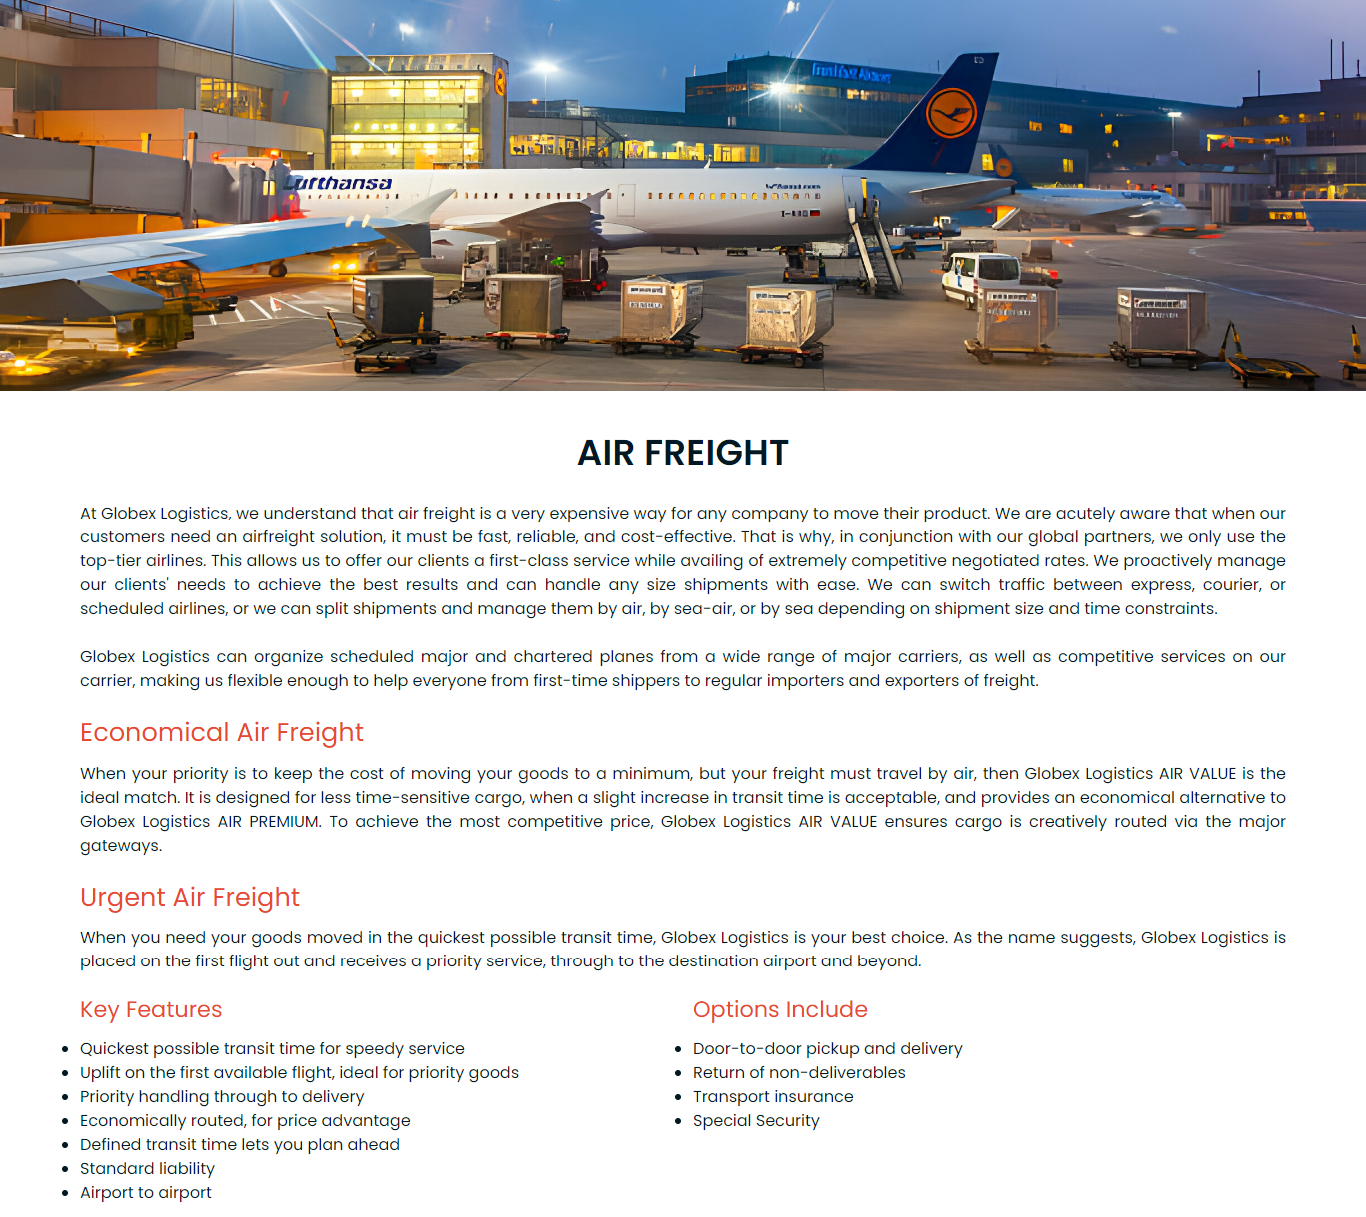 Lufthansa
AIR FREIGHT
At Globex Logistics, we understand that air freight is a very expensive way for any company to move their product. We are acutely aware that when our
customers need an airfreight solution, it must be fast, reliable, and cost-effective. That is why, in conjunction with our global partners, we only use the
top-tier airlines. This allows us to offer our clients a first-class service while availing of extremely competitive negotiated rates. We proactively manage
our clients' needs to achieve the best results and can handle any size shipments with ease. We can switch traffic between express, courier, or
scheduled airlines, or we can split shipments and manage them by air, by sea-air, or by sea depending on shipment size and time constraints.
Globex Logistics can organize scheduled major and chartered planes from a wide range of major carriers, as well as competitive services on our
carrier, making us flexible enough to help everyone from first-time shippers to regular importers and exporters of freight.
Economical Air Freight
When your priority is to keep the cost of moving your goods to a minimum, but your freight must travel by air, then Globex Logistics AIR VALUE is the
ideal match. It is designed for less time-sensitive cargo, when a slight increase in transit time is acceptable, and provides an economical alternative to
Globex Logistics AIR PREMIUM. To achieve the most competitive price, Globex Logistics AIR VALUE ensures cargo is creatively routed via the major
gateways.
Urgent Air Freight
When you need your goods moved in the quickest possible transit time, Globex Logistics is your best choice. As the name suggests, Globex Logistics is
placed on the first flight out and receives a priority service, through to the destination airport and beyond.
Key Features
Quickest possible transit time for speedy service
Uplift on the first available flight, ideal for priority goods
Priority handling through to delivery
Economically routed, for price advantage
Defined transit time lets you plan ahead
Standard liability
Airport to airport
Options Include
Door-to-door pickup and delivery
Return of non-deliverables
Transport insurance
Special Security